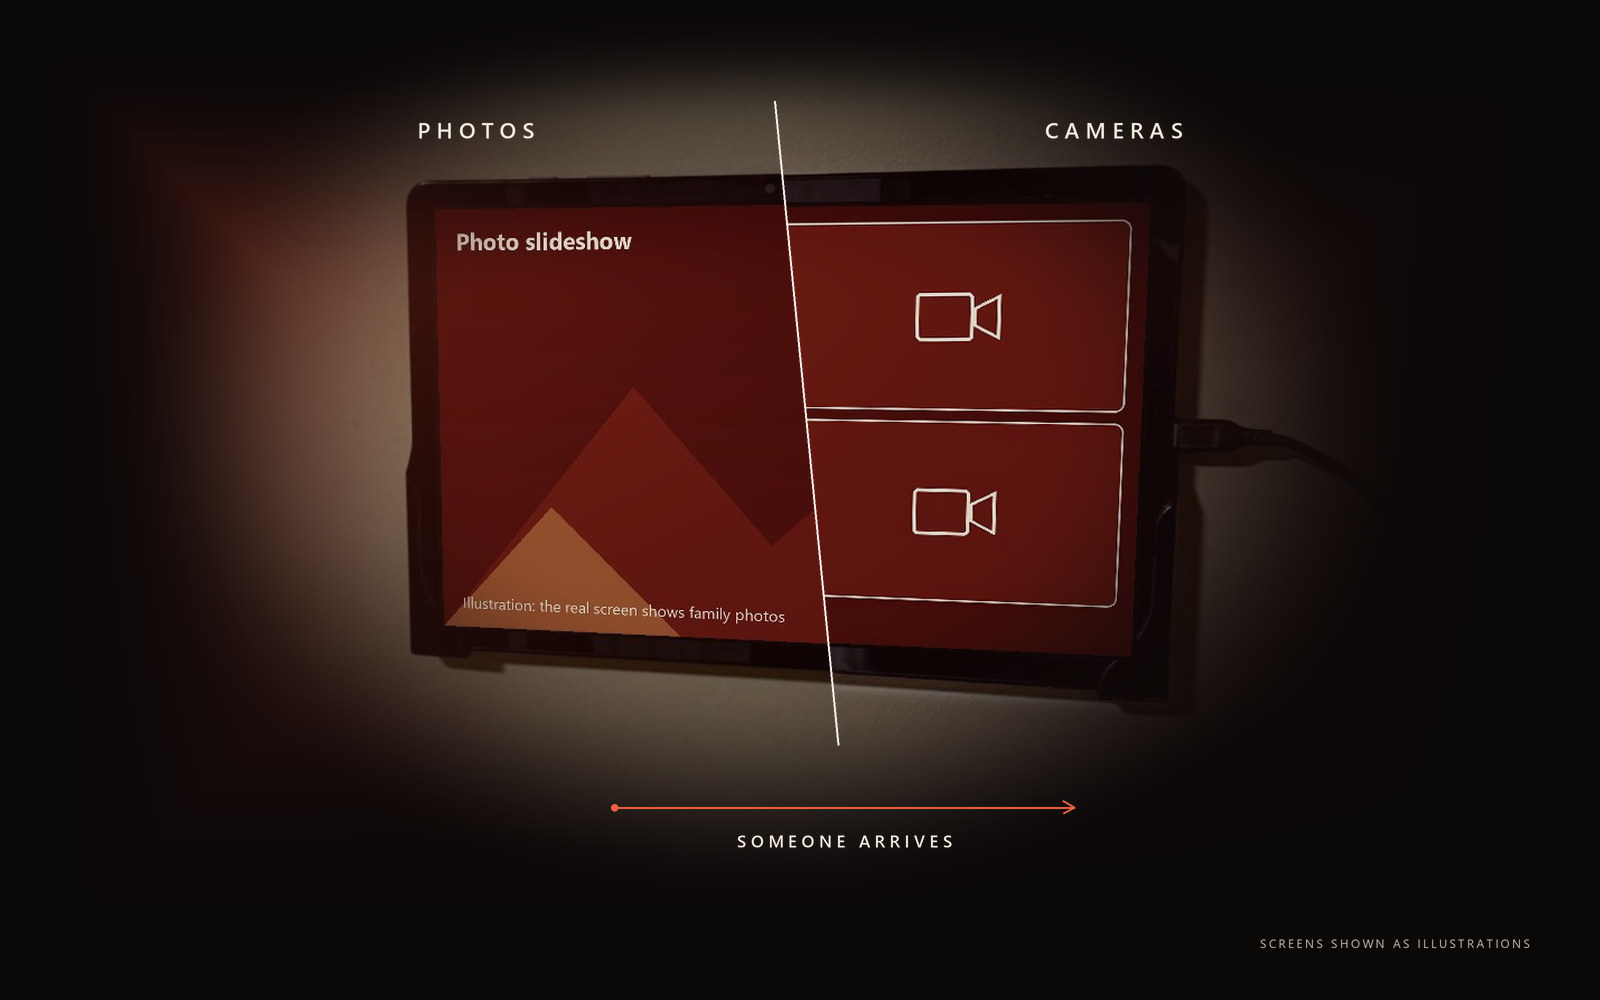 PHOTOS
CAMERAS
Photo slideshow
Illustration: the real screen shows family photos
SOMEONE ARRIVES
SCREENS SHOWN AS ILLUSTRATIONS